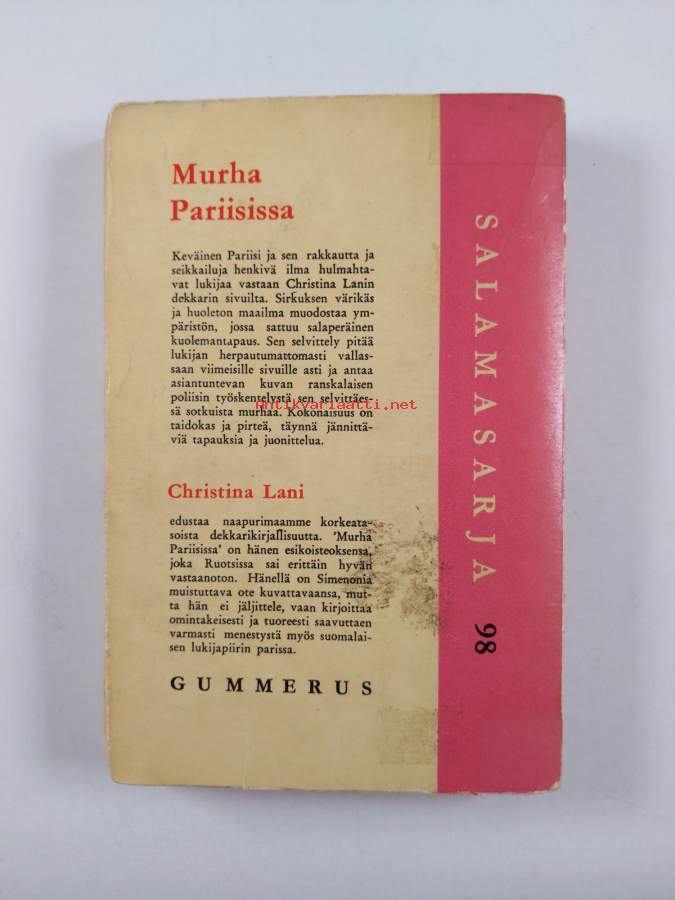 Murha
Pariisissa
Keväinen Pariisi ja sen rakkautta ja
seikkailuja henkivä ilma hulmahta-
vat lukijaa vastaan Christina Lanin
dekkarin sivuilta. Sirkuksen värikäs
ja huoleton maailma muodostaa ym-
päristön, jossa sattuu salaperäinen
kuolemantapaus. Sen selvittely pitää
lukijan herpautumattomasti vallas-
saan viimeisille sivuille asti ja antaa
asiantuntevan kuvan ranskalaisen
poliisin työskentelystä sen selvittäes-
sä sotkuista murhaa. Kokonaisuus on
taidokas ja pirteä, täynnä jännittä-
viä tapauksia ja juonittelua.
Antikvariaatti.net
Christina Lani
edustaa naapurimaamme korkeata-
soista dekkarikirjallisuutta. 'Murha
Pariisissa' on hänen esikoisteoksensa,
joka Ruotsissa sai erittäin hyvän
vastaanoton. Hänellä on Simenonia
muistuttava ote kuvattavaansa, mut-
ta hän ei jäljittele, vaan kirjoittaa
omintakeisesti ja tuoreesti saavuttaen
varmasti menestystä myös suomalai-
sen lukijapiirin parissa.
GUMMERUS
SALAMASARJA 98